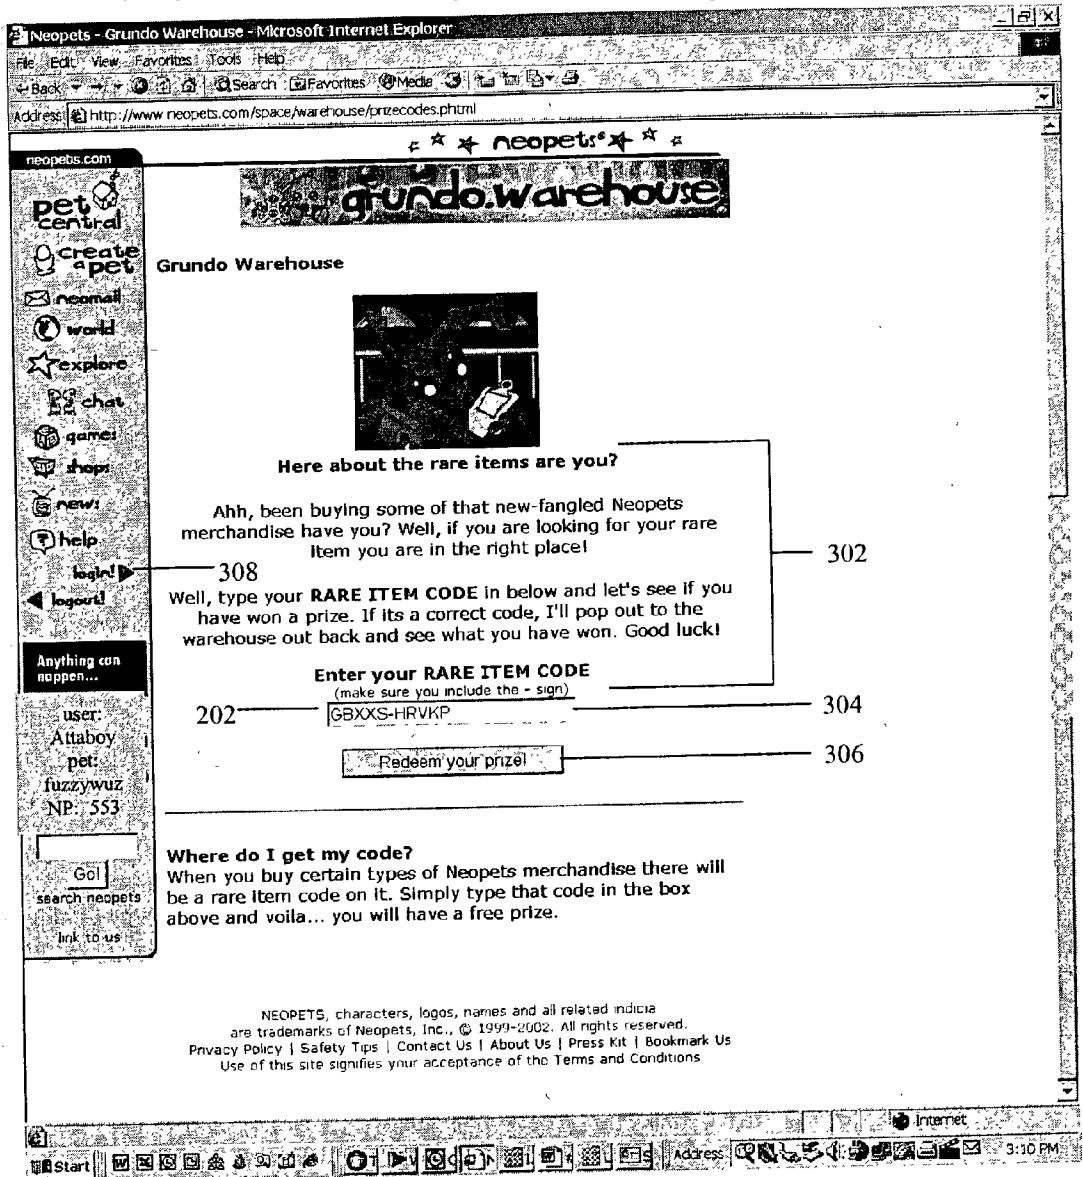 Neopets - Grundo Warehouse - Microsoft Internet Explorer
File Edit View Favorites Tools Help
Back Search Favorites Media
Address http://www.neopets.com/space/warehouse/prizecodes.phtml
neopets
neopets.com
grundo.warehouse
pet central
create a pet
neomail
world
explore
chat
games
shops
news
help
login!
logout!
Anything can happen...
user:
Attaboy
pet:
fuzzywuz
NP: 553
Go!
search neopets
link to us
Grundo Warehouse
Here about the rare items are you?
Ahh, been buying some of that new-fangled Neopets
merchandise have you? Well, if you are looking for your rare
item you are in the right place!
302
308
Well, type your RARE ITEM CODE in below and let's see if you
have won a prize. If its a correct code, I'll pop out to the
warehouse out back and see what you have won. Good luck!
Enter your RARE ITEM CODE
(make sure you include the - sign)
202
GBXXS-HRVKP
304
Redeem your prize!
306
Where do I get my code?
When you buy certain types of Neopets merchandise there will
be a rare item code on it. Simply type that code in the box
above and voila... you will have a free prize.
NEOPETS, characters, logos, names and all related indicia
are trademarks of Neopets, Inc., © 1999-2002. All rights reserved.
Privacy Policy | Safety Tips | Contact Us | About Us | Press Kit | Bookmark Us
Use of this site signifies your acceptance of the Terms and Conditions
Internet
Start
Address
3:10 PM